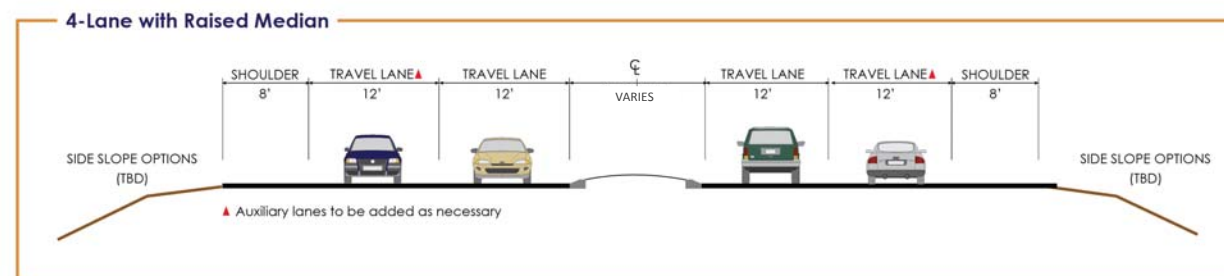 4-Lane with Raised Median
SHOULDER TRAVEL LANE▲ TRAVEL LANE ℄ TRAVEL LANE TRAVEL LANE▲ SHOULDER
8' 12' 12' VARIES 12' 12' 8'
SIDE SLOPE OPTIONS
(TBD)
SIDE SLOPE OPTIONS
(TBD)
▲ Auxiliary lanes to be added as necessary